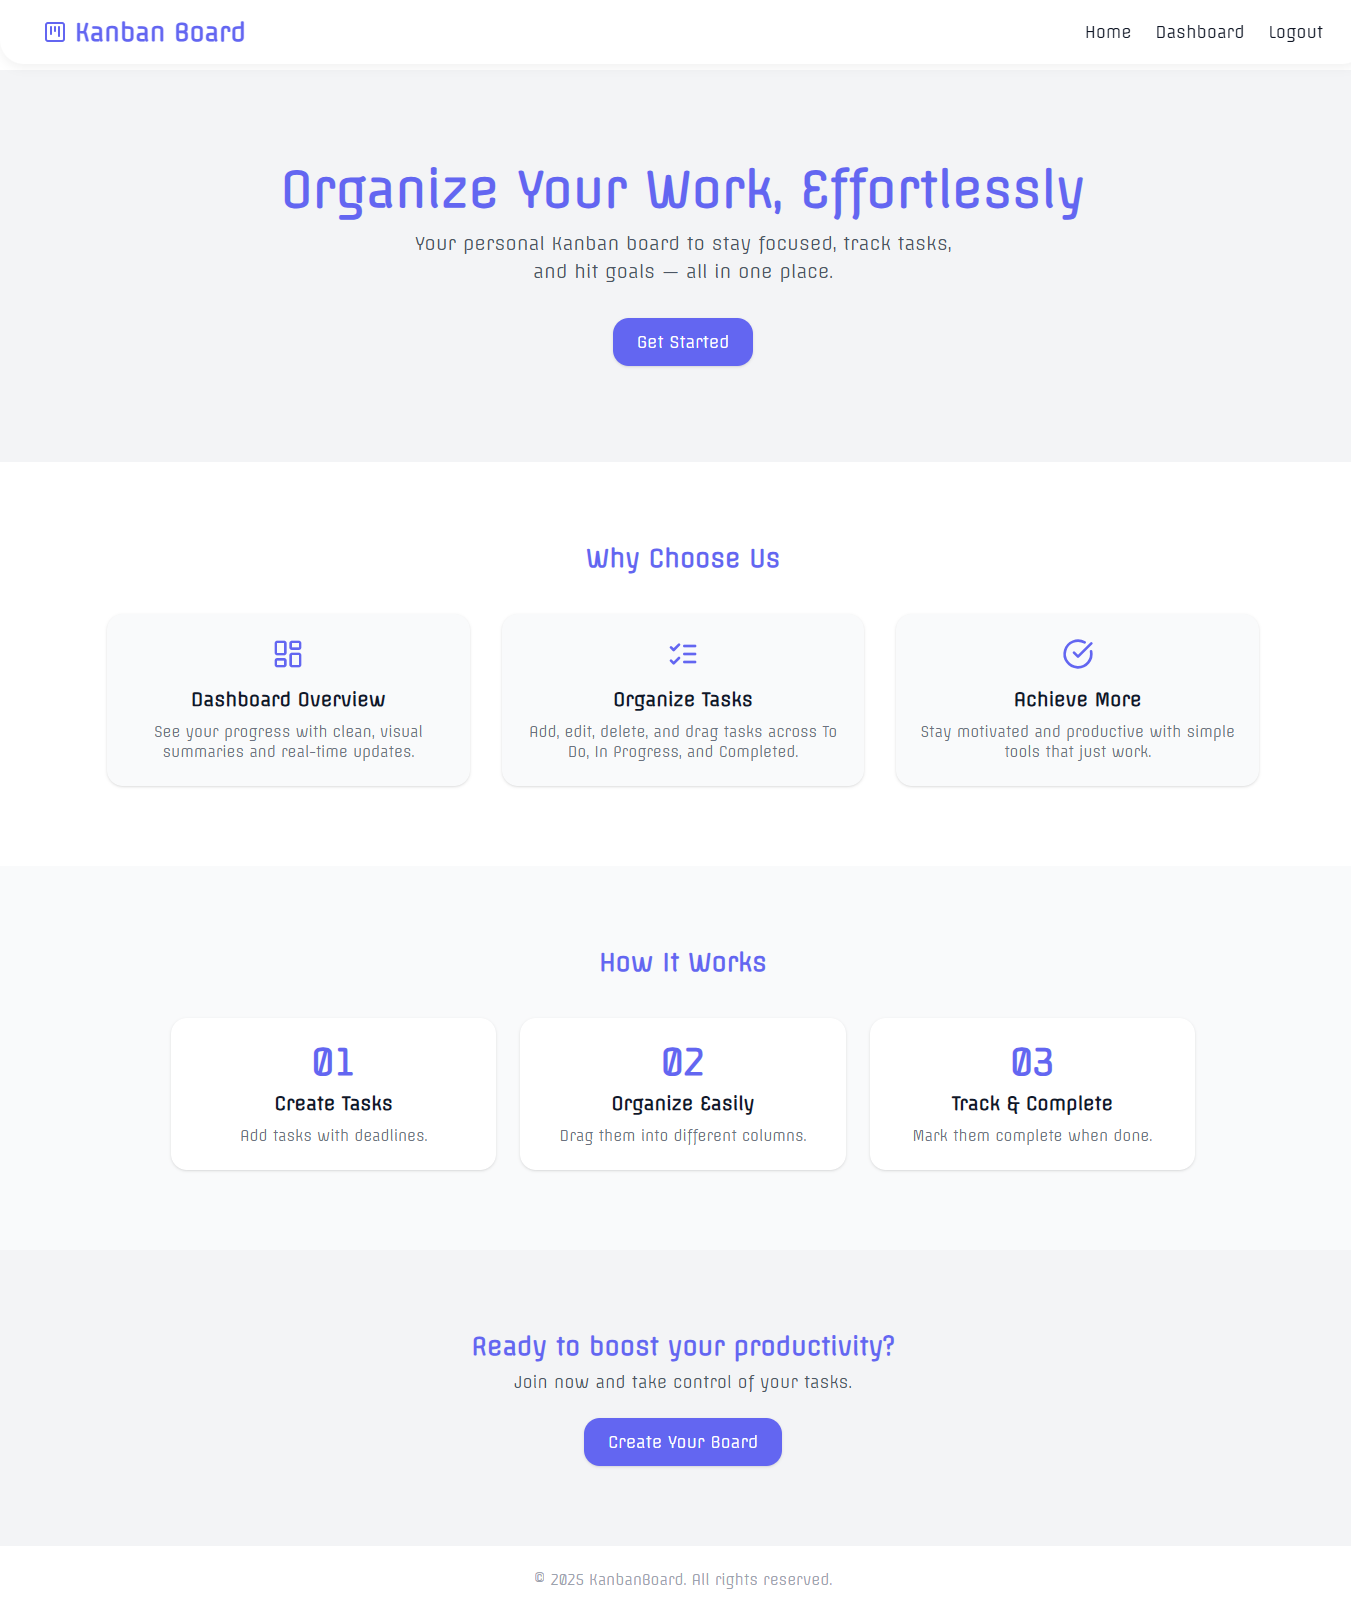 Kanban Board
Home Dashboard Logout
Organize Your Work, Effortlessly
Your personal Kanban board to stay focused, track tasks,
and hit goals — all in one place.
Get Started
Why Choose Us
Dashboard Overview
See your progress with clean, visual
summaries and real-time updates.
Organize Tasks
Add, edit, delete, and drag tasks across To
Do, In Progress, and Completed.
Achieve More
Stay motivated and productive with simple
tools that just work.
How It Works
01
Create Tasks
Add tasks with deadlines.
02
Organize Easily
Drag them into different columns.
03
Track & Complete
Mark them complete when done.
Ready to boost your productivity?
Join now and take control of your tasks.
Create Your Board
© 2025 KanbanBoard. All rights reserved.